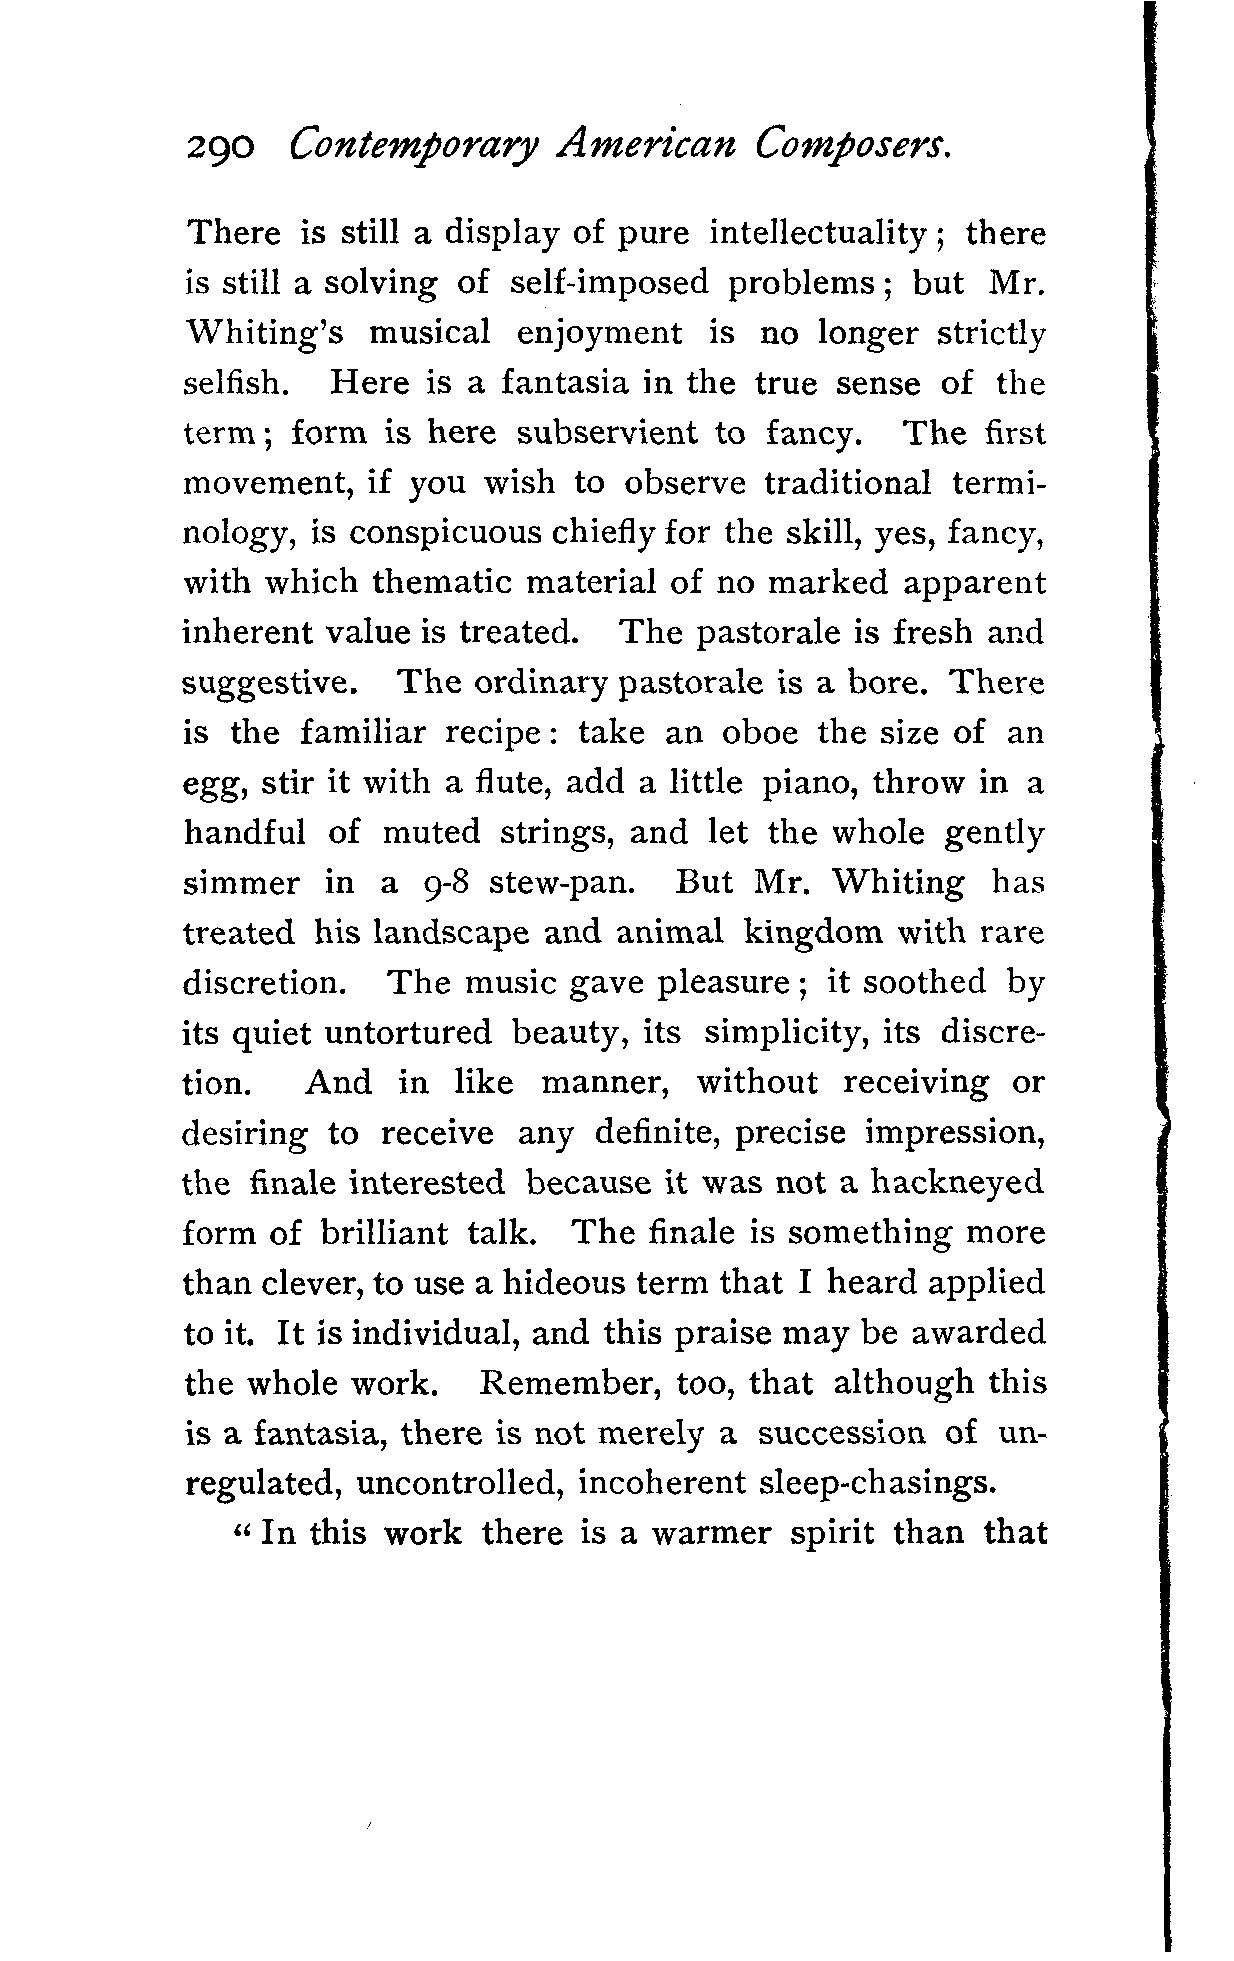 290 Contemporary American Composers.
There is still a display of pure intellectuality ; there
is still a solving of self-imposed problems ; but Mr.
Whiting's musical enjoyment is no longer strictly
selfish. Here is a fantasia in the true sense of the
term ; form is here subservient to fancy. The first
movement, if you wish to observe traditional termi-
nology, is conspicuous chiefly for the skill, yes, fancy,
with which thematic material of no marked apparent
inherent value is treated. The pastorale is fresh and
suggestive. The ordinary pastorale is a bore. There
is the familiar recipe : take an oboe the size of an
egg, stir it with a flute, add a little piano, throw in a
handful of muted strings, and let the whole gently
simmer in a 9-8 stew-pan. But Mr. Whiting has
treated his landscape and animal kingdom with rare
discretion. The music gave pleasure ; it soothed by
its quiet untortured beauty, its simplicity, its discre-
tion. And in like manner, without receiving or
desiring to receive any definite, precise impression,
the finale interested because it was not a hackneyed
form of brilliant talk. The finale is something more
than clever, to use a hideous term that I heard applied
to it. It is individual, and this praise may be awarded
the whole work. Remember, too, that although this
is a fantasia, there is not merely a succession of un-
regulated, uncontrolled, incoherent sleep-chasings.
“ In this work there is a warmer spirit than that